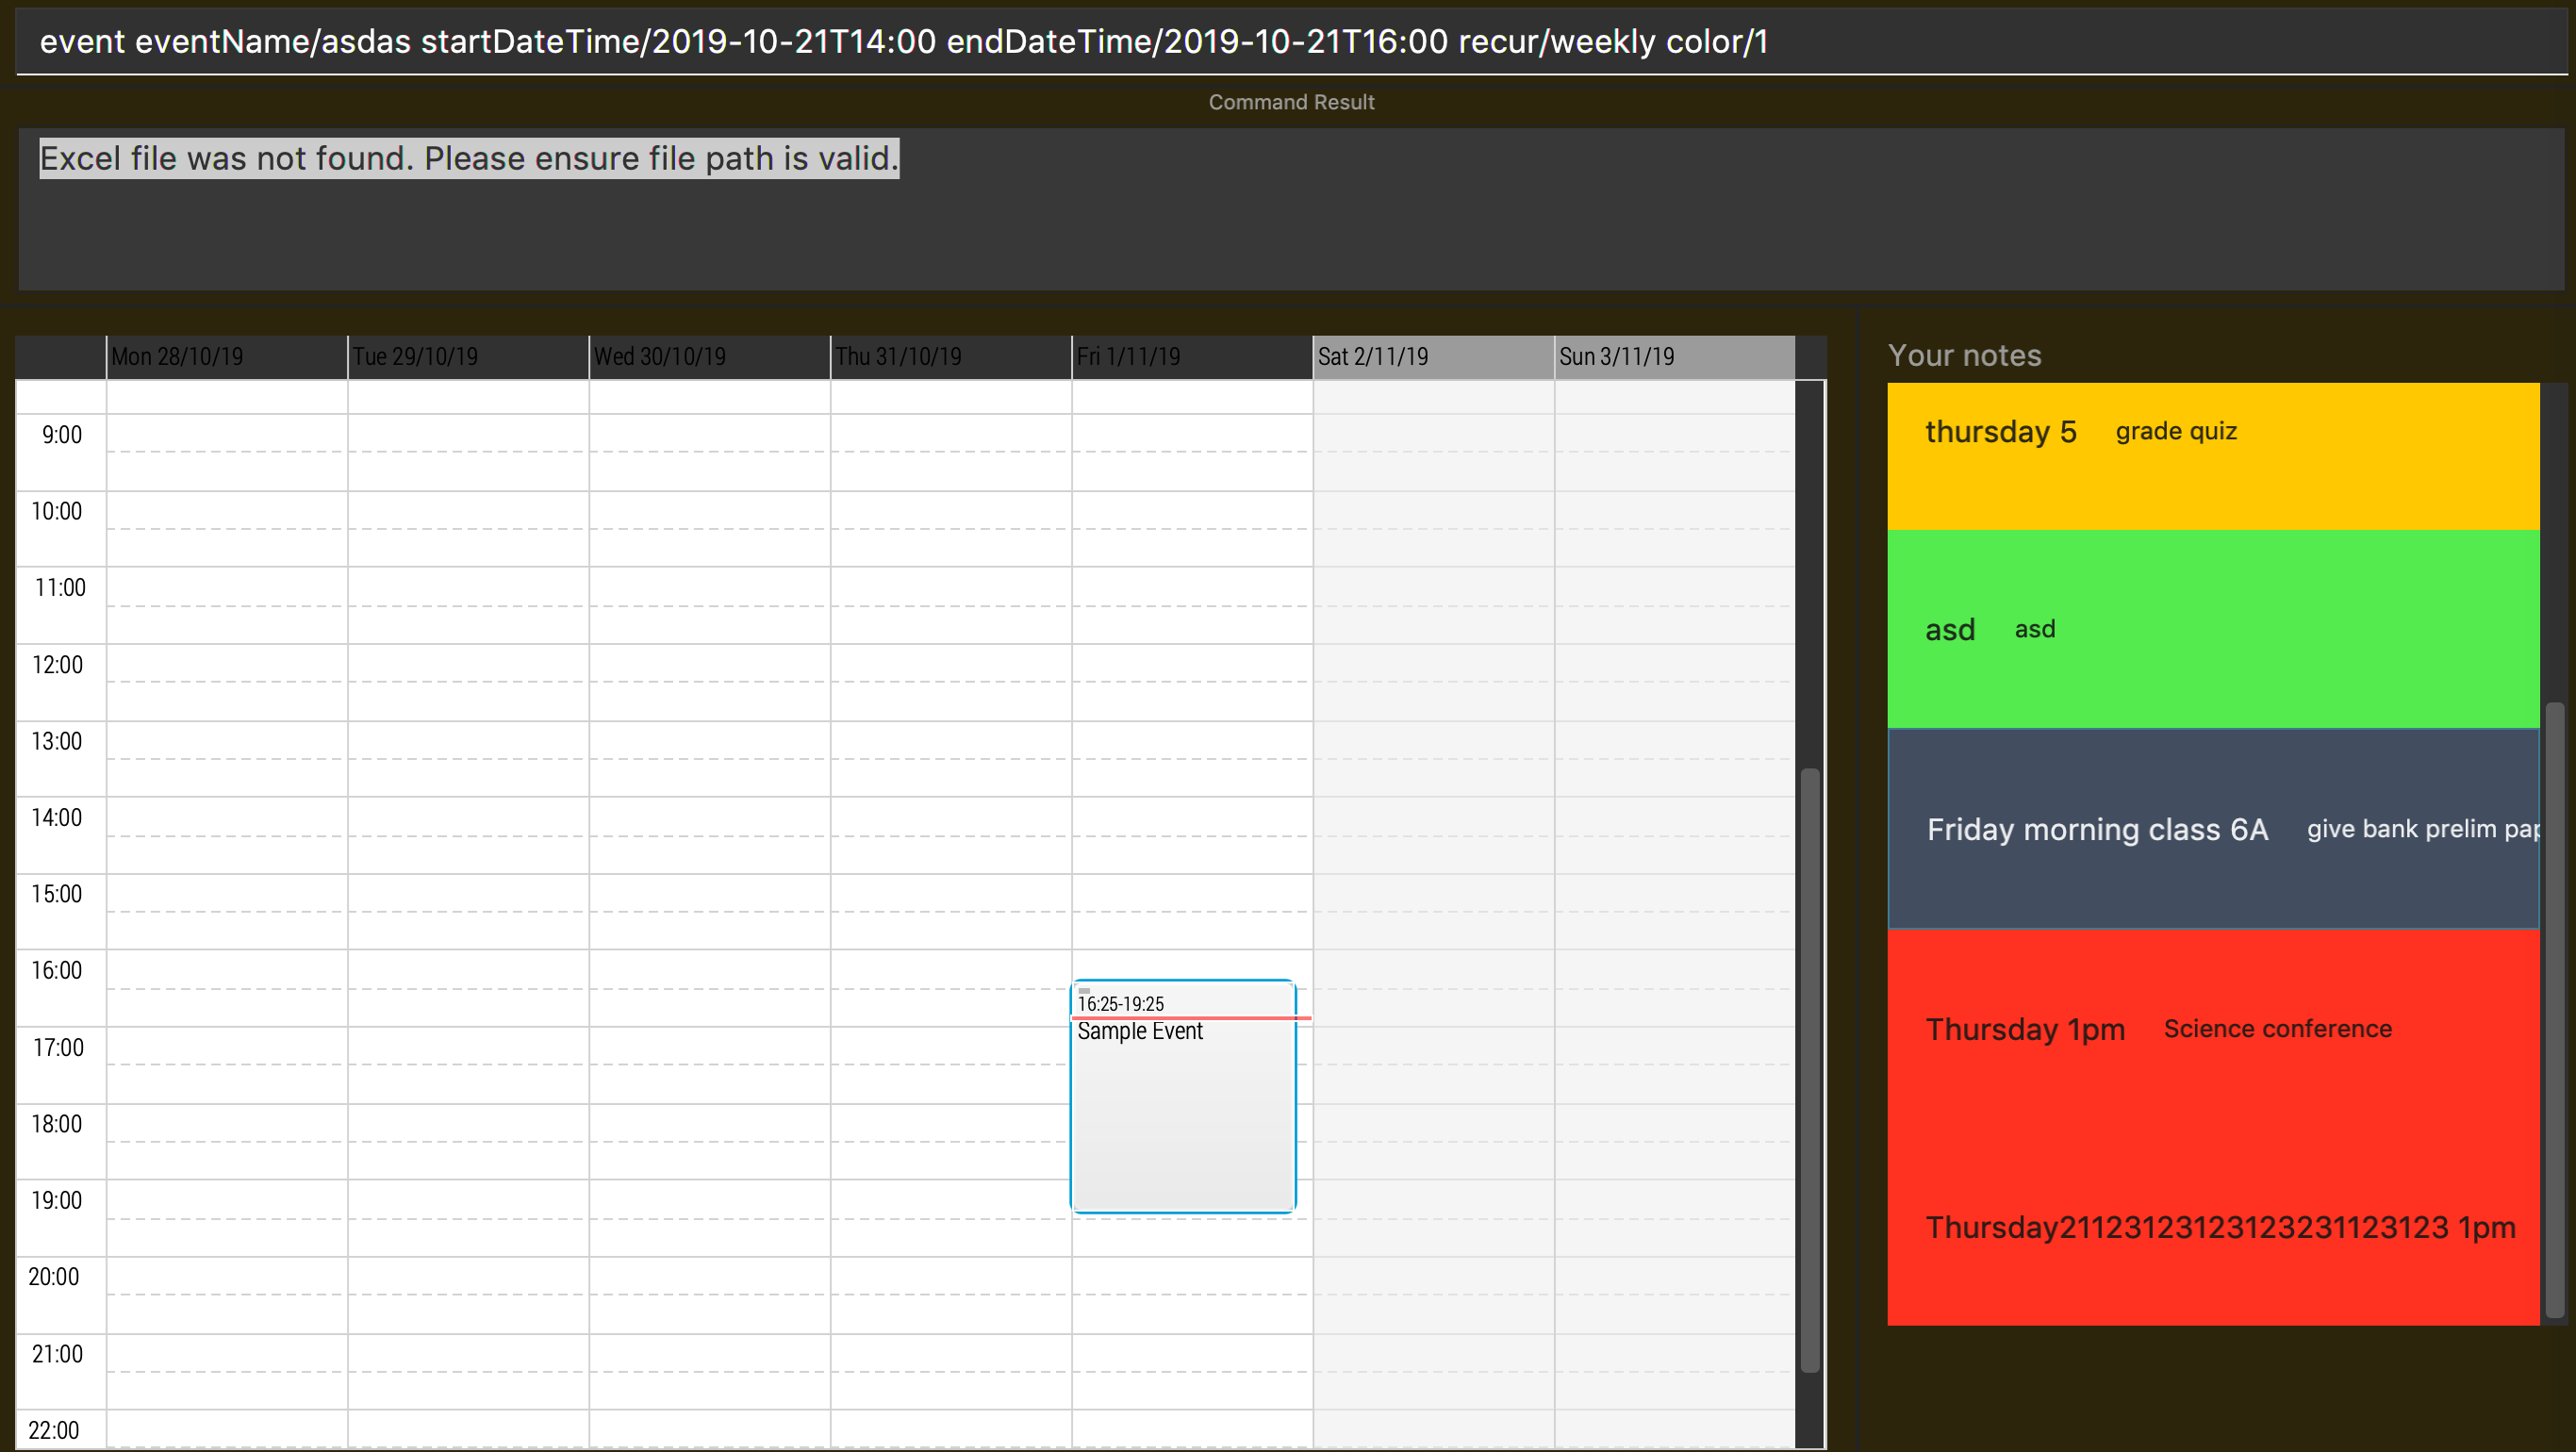 event eventName/asdas startDateTime/2019-10-21T14:00 endDateTime/2019-10-21T16:00 recur/weekly color/1
Command Result
Excel file was not found. Please ensure file path is valid.
Mon 28/10/19 Tue 29/10/19 Wed 30/10/19 Thu 31/10/19 Fri 1/11/19 Sat 2/11/19 Sun 3/11/19
9:00
10:00
11:00
12:00
13:00
14:00
15:00
16:00
17:00
18:00
19:00
20:00
21:00
22:00
16:25-19:25
Sample Event
Your notes
thursday 5 grade quiz
asd asd
Friday morning class 6A give bank prelim pap
Thursday 1pm Science conference
Thursday21123123123123231123123 1pm